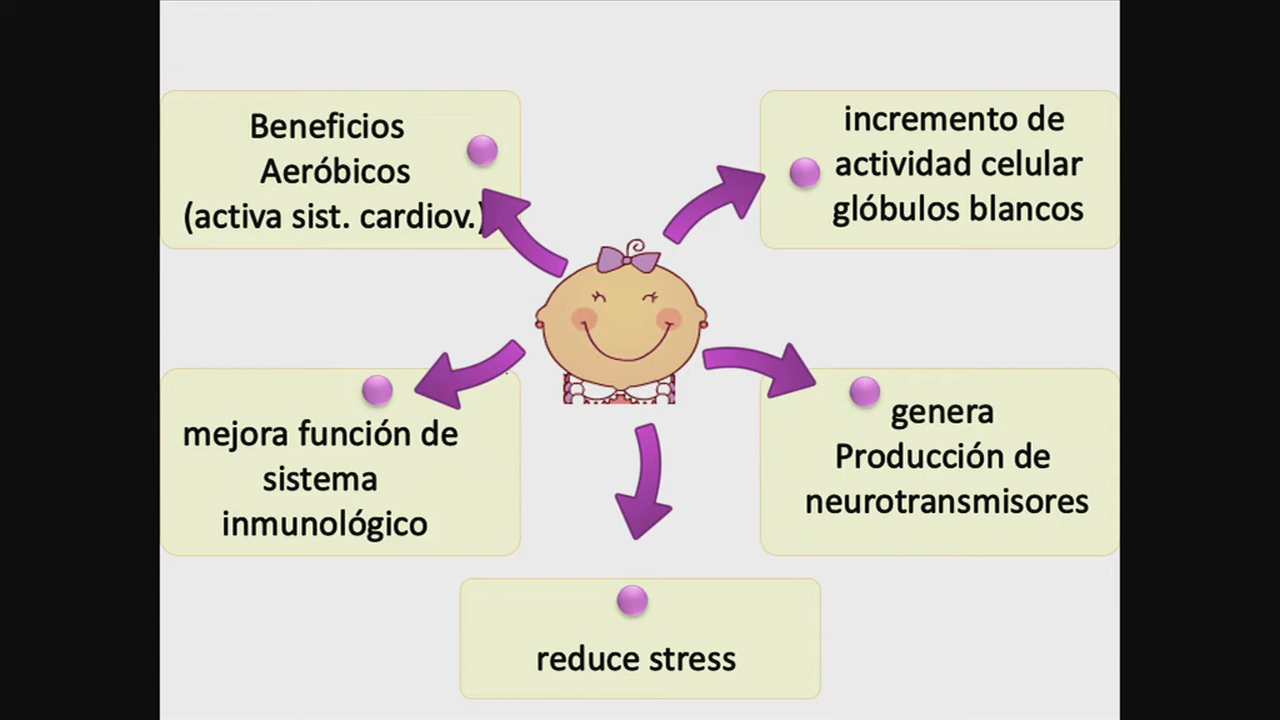 Beneficios
Aeróbicos
(activa sist. cardiov.)
incremento de
actividad celular
glóbulos blancos
mejora función de
sistema
inmunológico
genera
Producción de
neurotransmisores
reduce stress